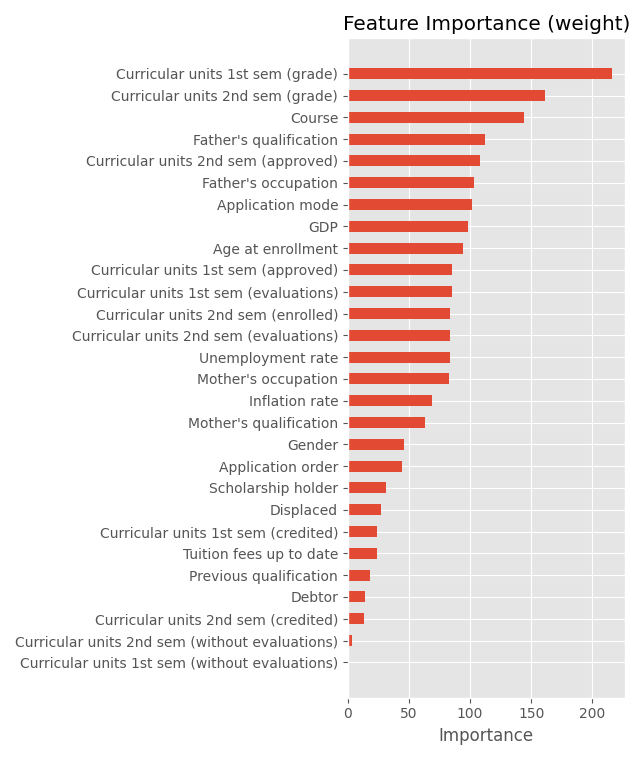 Feature Importance (weight)
Curricular units 1st sem (grade)
Curricular units 2nd sem (grade)
Course
Father's qualification
Curricular units 2nd sem (approved)
Father's occupation
Application mode
GDP
Age at enrollment
Curricular units 1st sem (approved)
Curricular units 1st sem (evaluations)
Curricular units 2nd sem (enrolled)
Curricular units 2nd sem (evaluations)
Unemployment rate
Mother's occupation
Inflation rate
Mother's qualification
Gender
Application order
Scholarship holder
Displaced
Curricular units 1st sem (credited)
Tuition fees up to date
Previous qualification
Debtor
Curricular units 2nd sem (credited)
Curricular units 2nd sem (without evaluations)
Curricular units 1st sem (without evaluations)
0 50 100 150 200
Importance